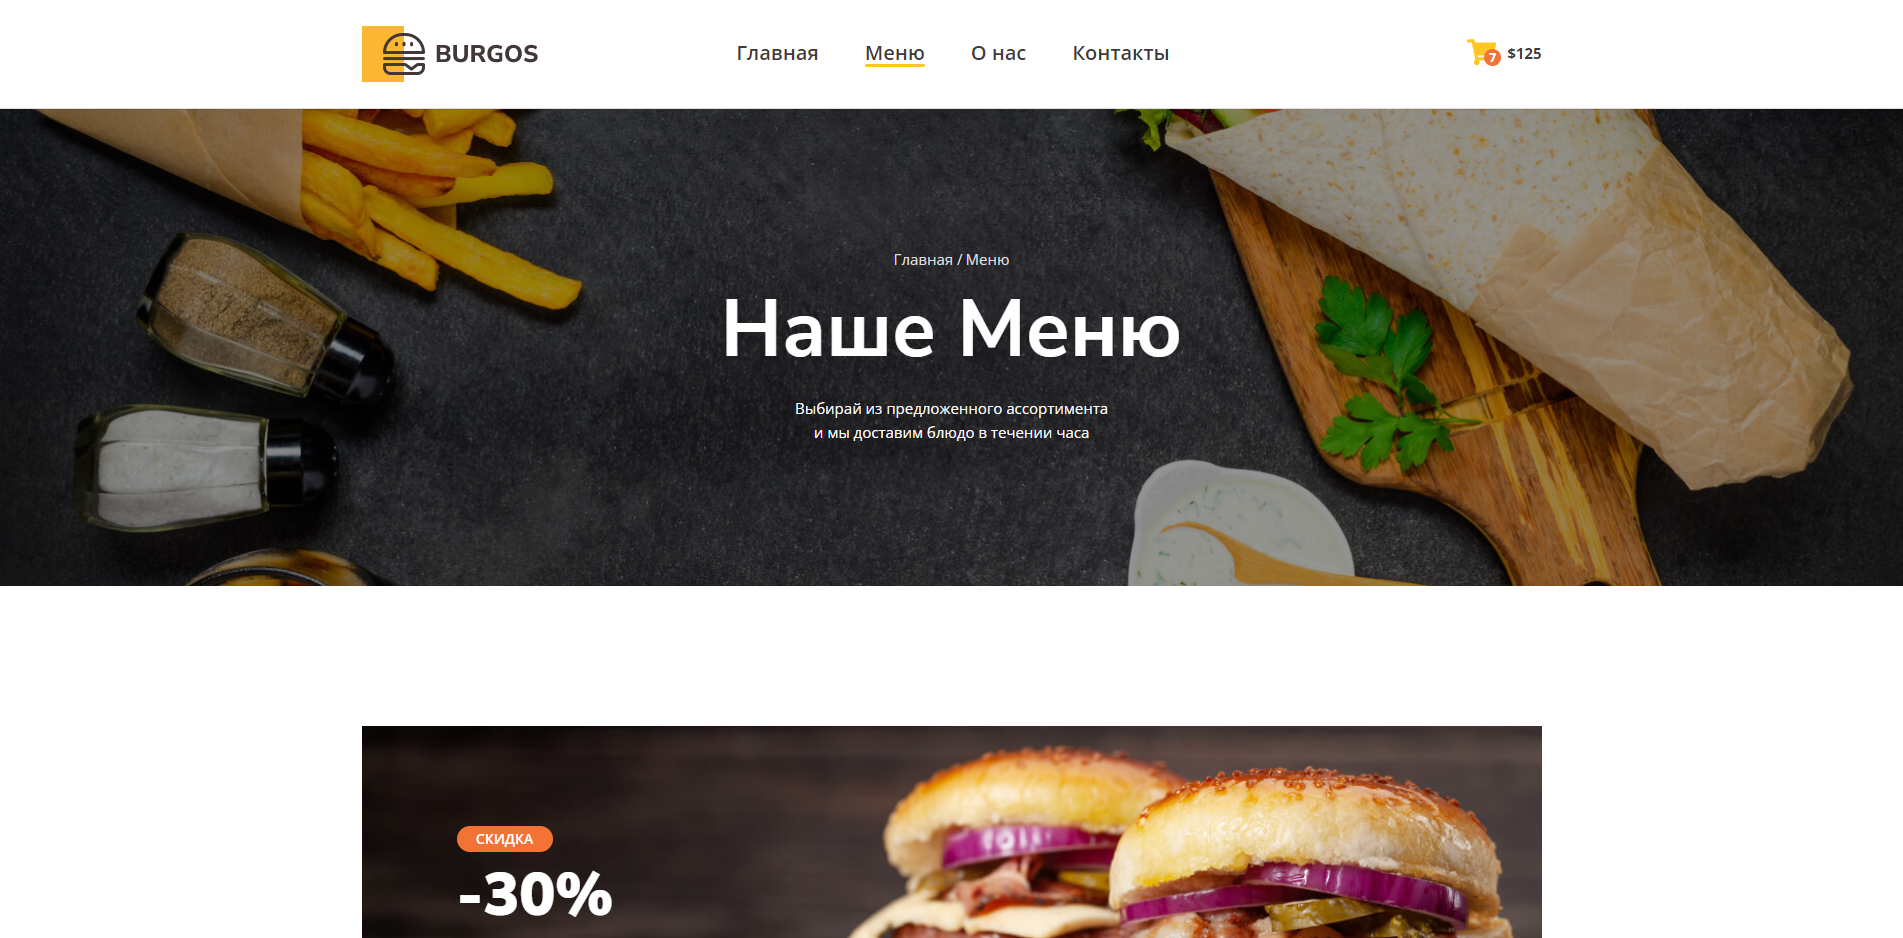 BURGOS
Главная
Меню
О нас
Контакты
7
$125
Главная / Меню
Наше Меню
Выбирай из предложенного ассортимента
и мы доставим блюдо в течении часа
СКИДКА
-30%